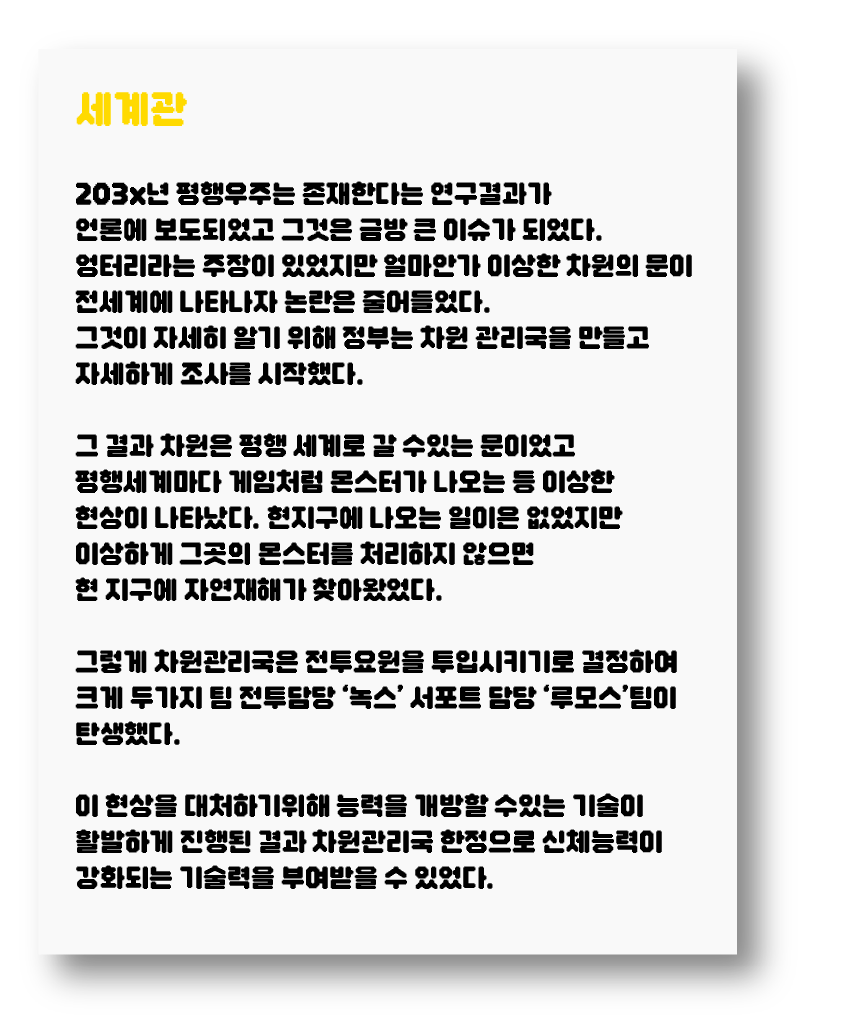 세계관
203x년 평행우주는 존재한다는 연구결과가
언론에 보도되었고 그것은 금방 큰 이슈가 되었다.
엉터리라는 주장이 있었지만 얼마안가 이상한 차원의 문이
전세계에 나타나자 논란은 줄어들었다.
그것이 자세히 알기 위해 정부는 차원 관리국을 만들고
자세하게 조사를 시작했다.
그 결과 차원은 평행 세계로 갈 수있는 문이었고
평행세계마다 게임처럼 몬스터가 나오는 등 이상한
현상이 나타났다. 현지구에 나오는 일이은 없었지만
이상하게 그곳의 몬스터를 처리하지 않으면
현 지구에 자연재해가 찾아왔었다.
그렇게 차원관리국은 전투요원을 투입시키기로 결정하여
크게 두가지 팀 전투담당 ‘녹스’ 서포트 담당 ‘루모스’팀이
탄생했다.
이 현상을 대처하기위해 능력을 개방할 수있는 기술이
활발하게 진행된 결과 차원관리국 한정으로 신체능력이
강화되는 기술력을 부여받을 수 있었다.